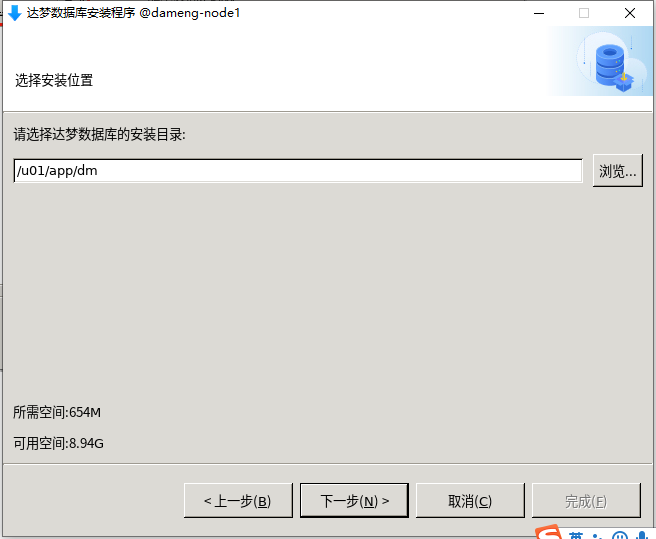 达梦数据库安装程序 @dameng-node1
选择安装位置
请选择达梦数据库的安装目录:
/u01/app/dm
浏览...
所需空间:654M
可用空间:8.94G
< 上一步(B)
下一步(N) >
取消(C)
完成(F)
英